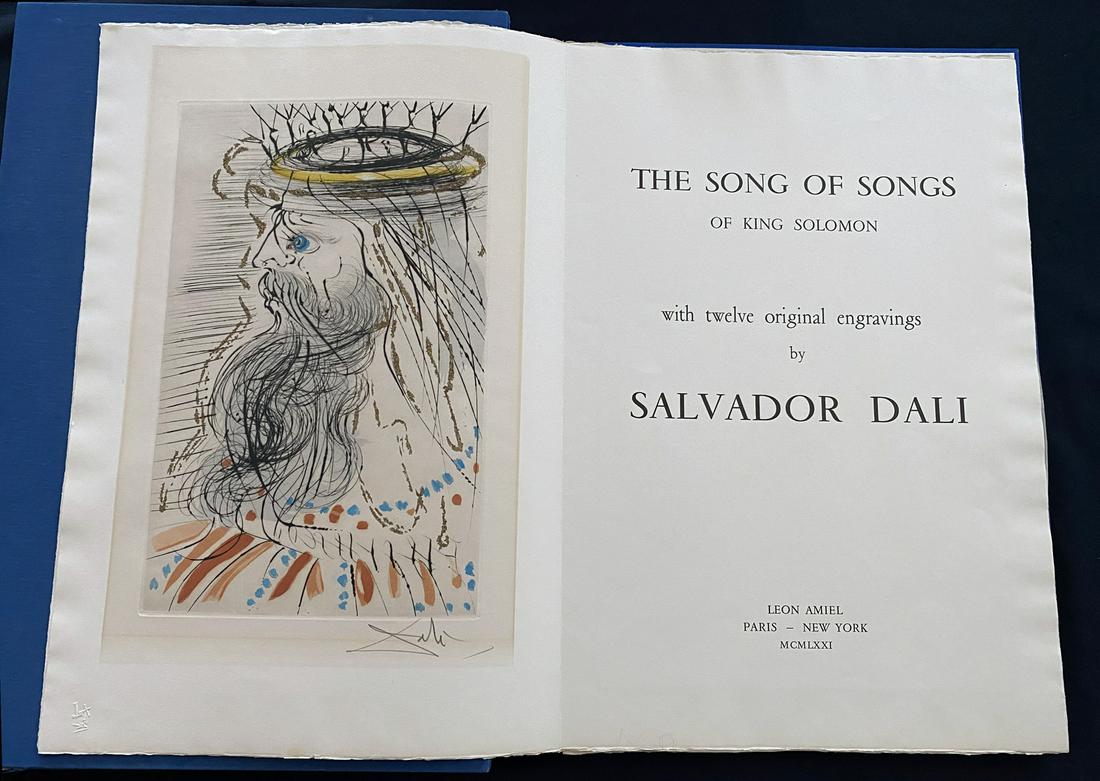 Dali
THE SONG OF SONGS
OF KING SOLOMON
with twelve original engravings
by
SALVADOR DALI
LEON AMIEL
PARIS – NEW YORK
MCMLXXI